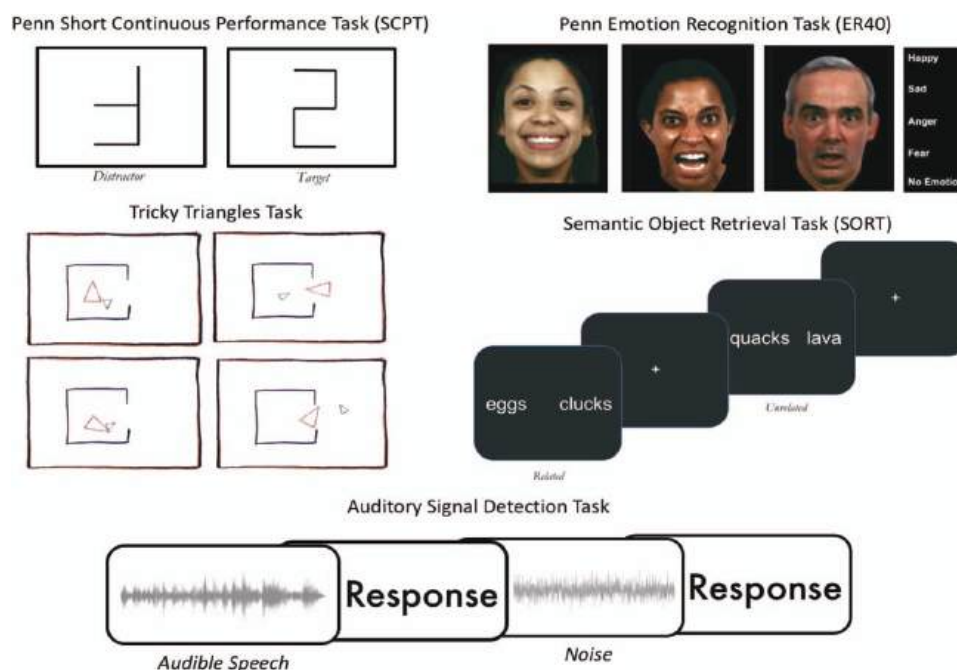 Penn Short Continuous Performance Task (SCPT)
Distractor
Target
Penn Emotion Recognition Task (ER40)
Happy
Sad
Anger
Fear
No Emotio
Tricky Triangles Task
Semantic Object Retrieval Task (SORT)
eggs clucks
+
quacks lava
+
Related
Unrelated
Auditory Signal Detection Task
Response
Response
Audible Speech
Noise